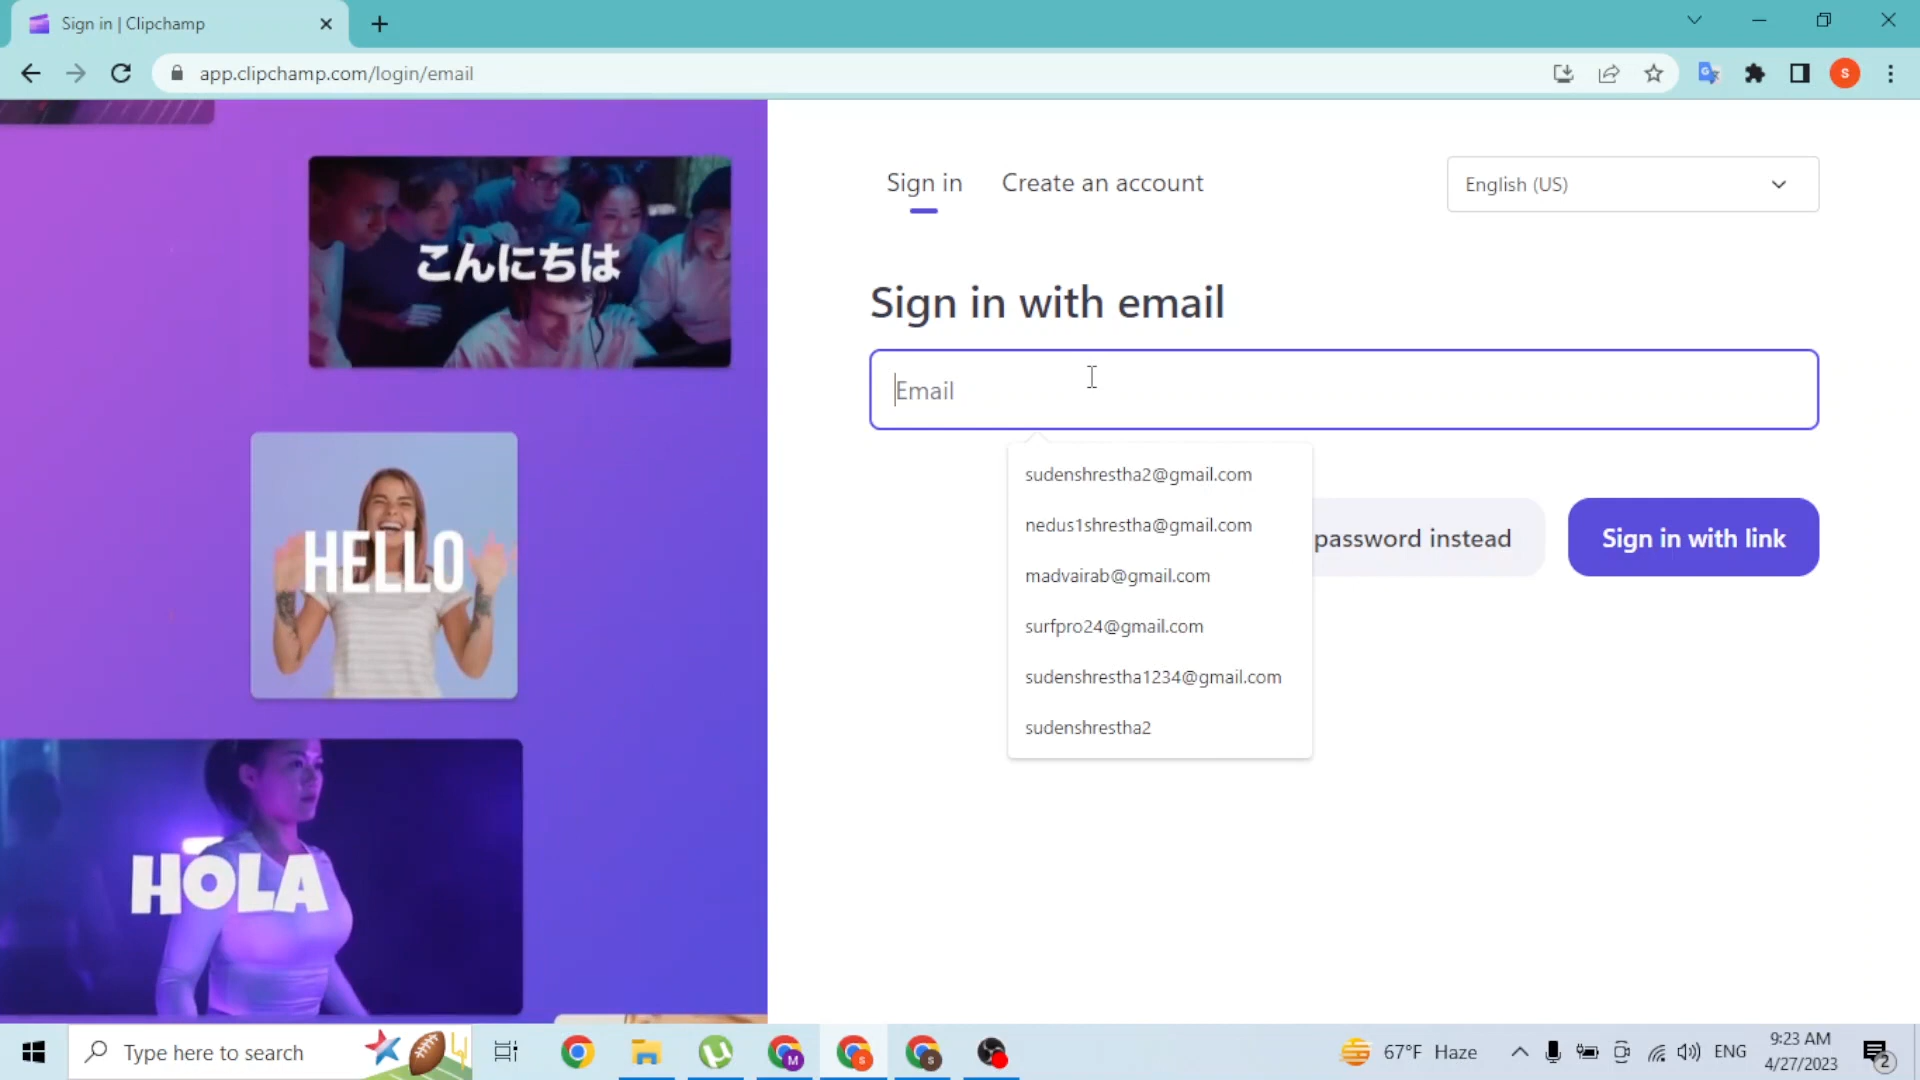 Sign in | Clipchamp
app.clipchamp.com/login/email
S
こんにちは
HELLO
HOLA
Sign in
Create an account
English (US)
Sign in with email
Email
sudenshrestha2@gmail.com
nedus1shrestha@gmail.com
madvairab@gmail.com
surfpro24@gmail.com
sudenshrestha1234@gmail.com
sudenshrestha2
password instead
Sign in with link
Type here to search
M
S
S
67°F Haze
ENG
9:23 AM
4/27/2023
2